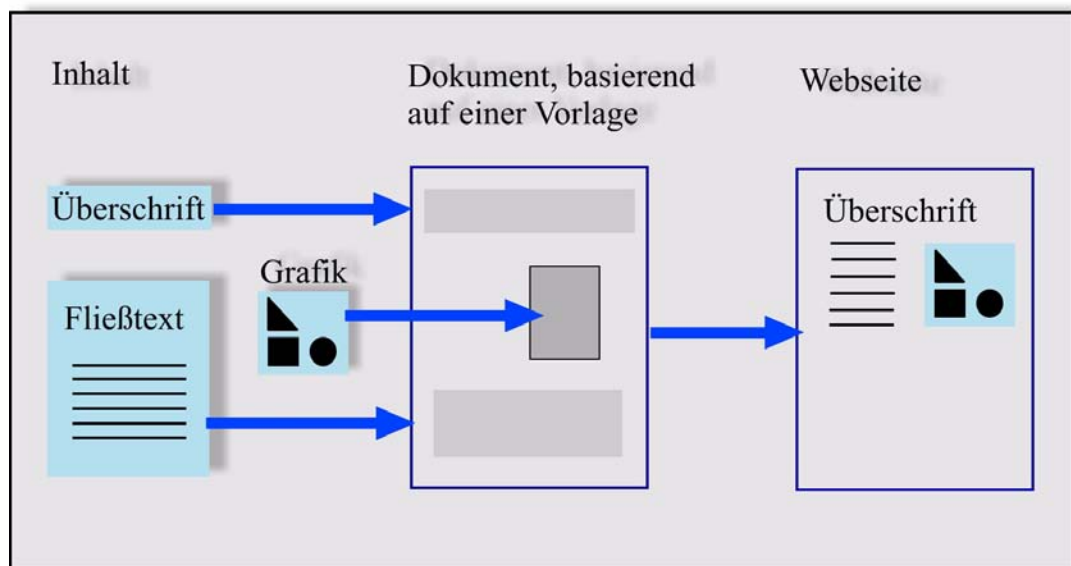 Inhalt
Dokument, basierend
auf einer Vorlage
Webseite
Überschrift
Grafik
Fließtext
Überschrift